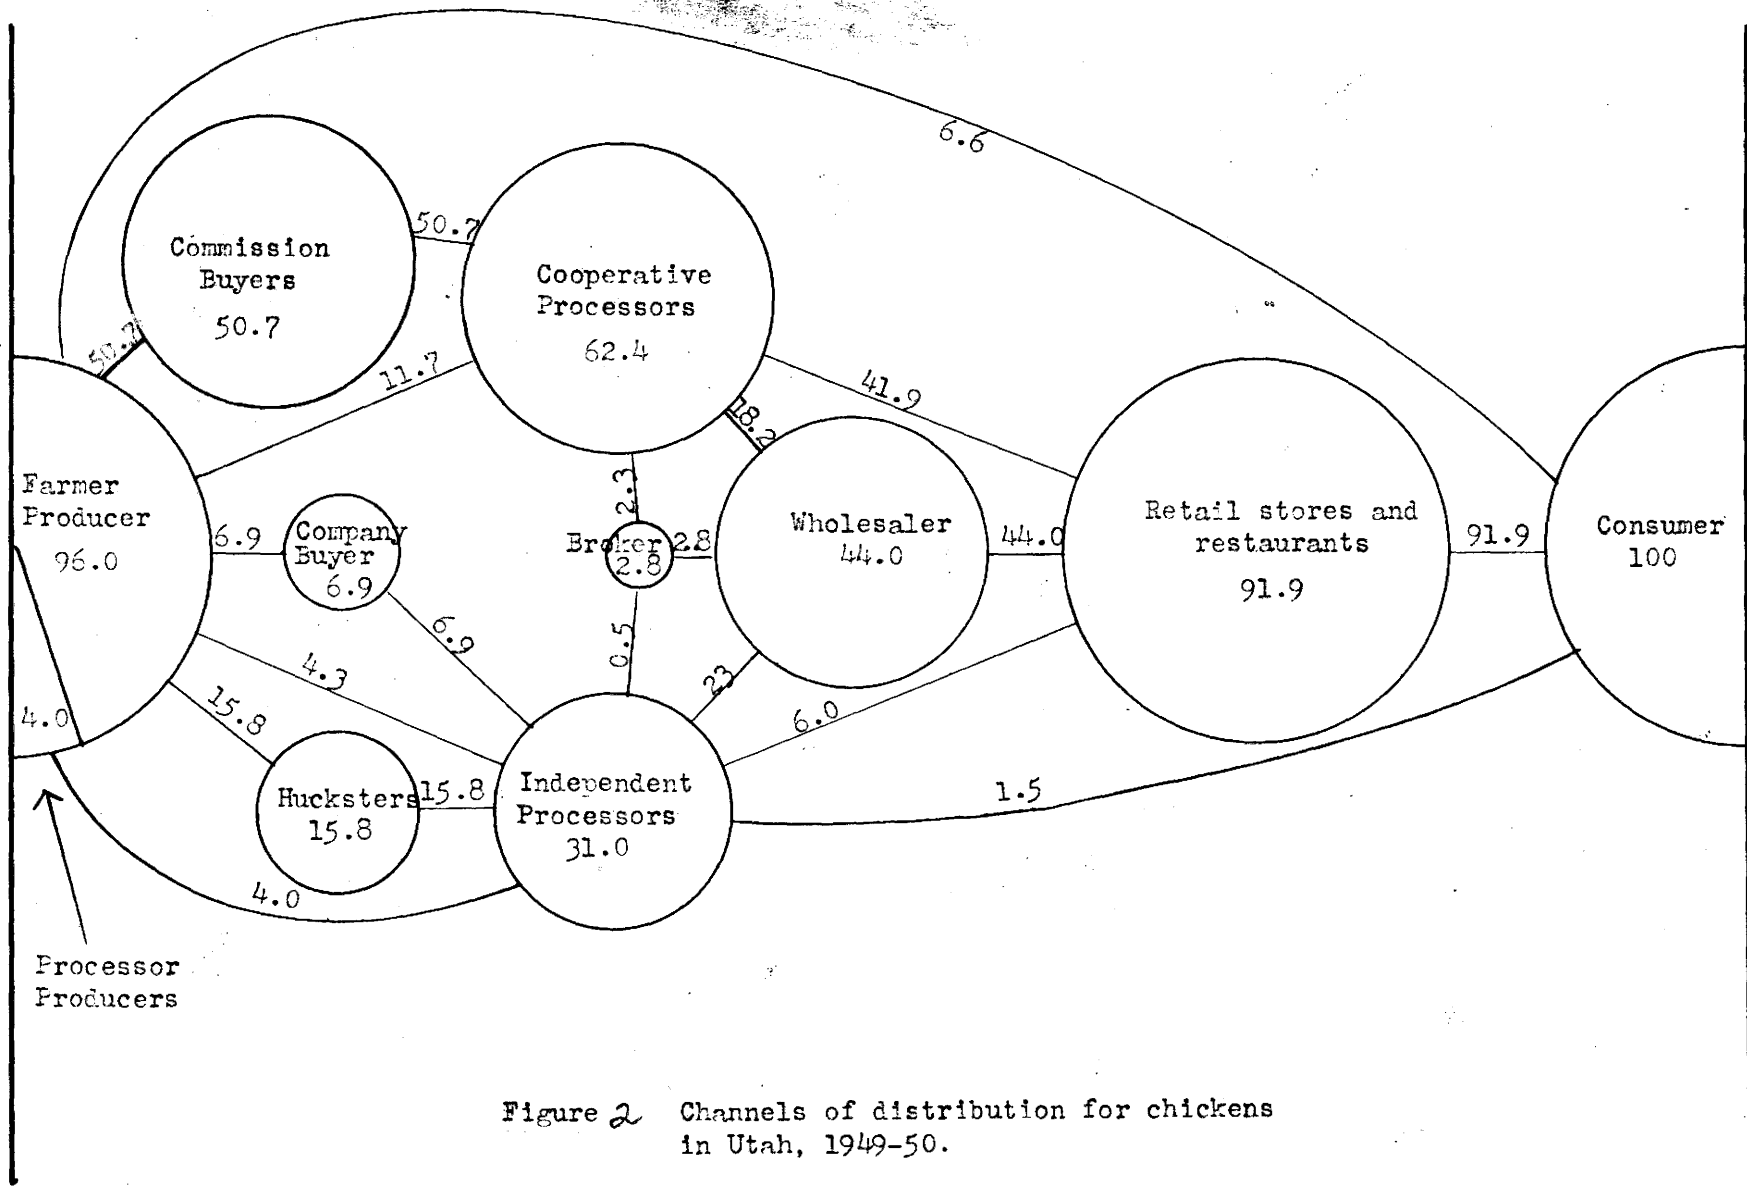 6.6
50.7
Commission
Buyers
50.7
50.7
Cooperative
Processors
62.4
11.7
41.9
18.2
2.3
Farmer
Producer
96.0
6.9
Company
Buyer
6.9
Broker
2.8
2.8
Wholesaler
44.0
44.0
Retail stores and
restaurants
91.9
91.9
Consumer
100
6.9
0.5
23
6.0
4.3
15.8
4.0
Hucksters
15.8
15.8
Independent
Processors
31.0
1.5
4.0
Processor
Producers
Figure 2 Channels of distribution for chickens
in Utah, 1949-50.